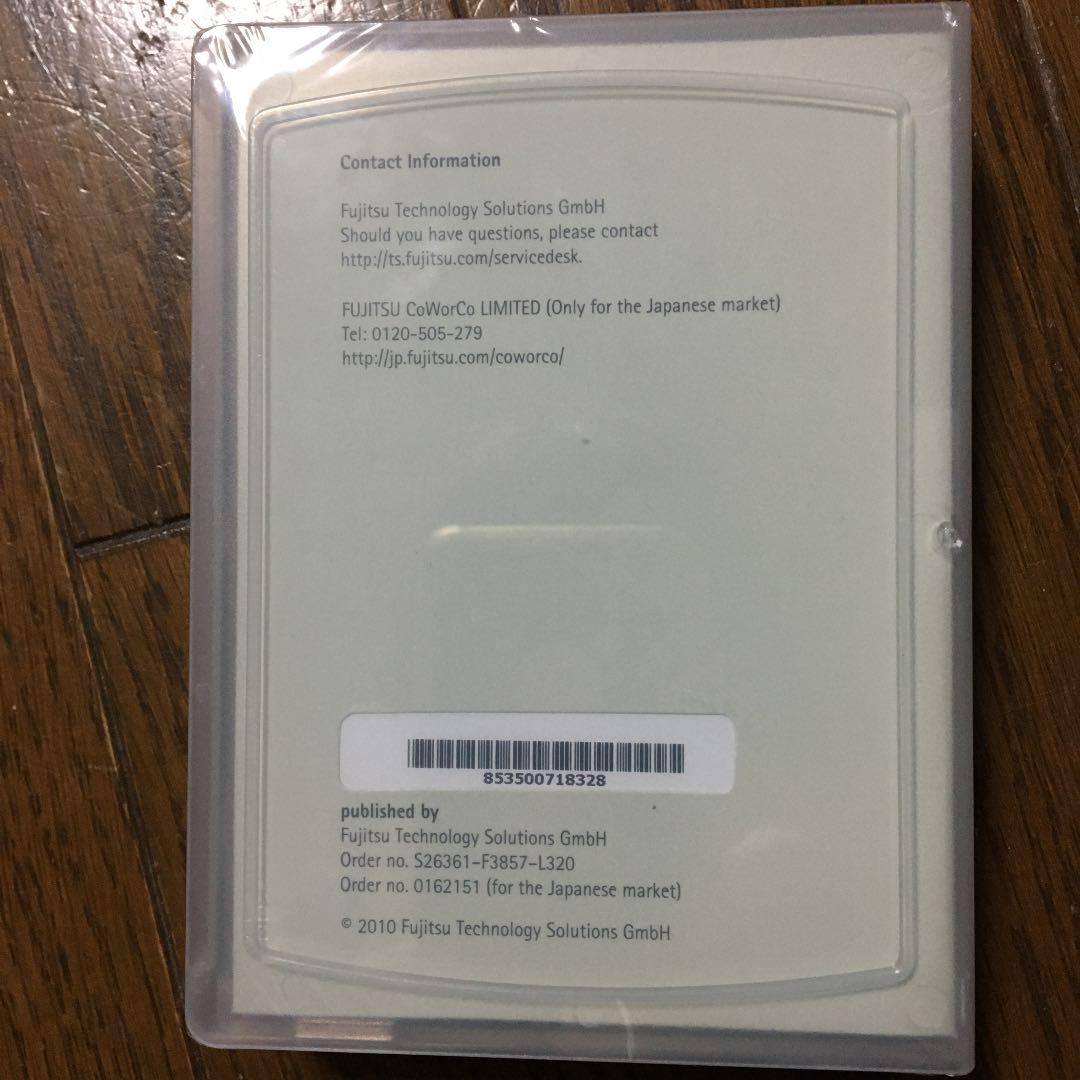 Contact Information
Fujitsu Technology Solutions GmbH
Should you have questions, please contact
http://ts.fujitsu.com/servicedesk.
FUJITSU CoWorCo LIMITED (Only for the Japanese market)
Tel: 0120-505-279
http://jp.fujitsu.com/coworco/
853500718328
published by
Fujitsu Technology Solutions GmbH
Order no. S26361-F3857-L320
Order no. 0162151 (for the Japanese market)
© 2010 Fujitsu Technology Solutions GmbH